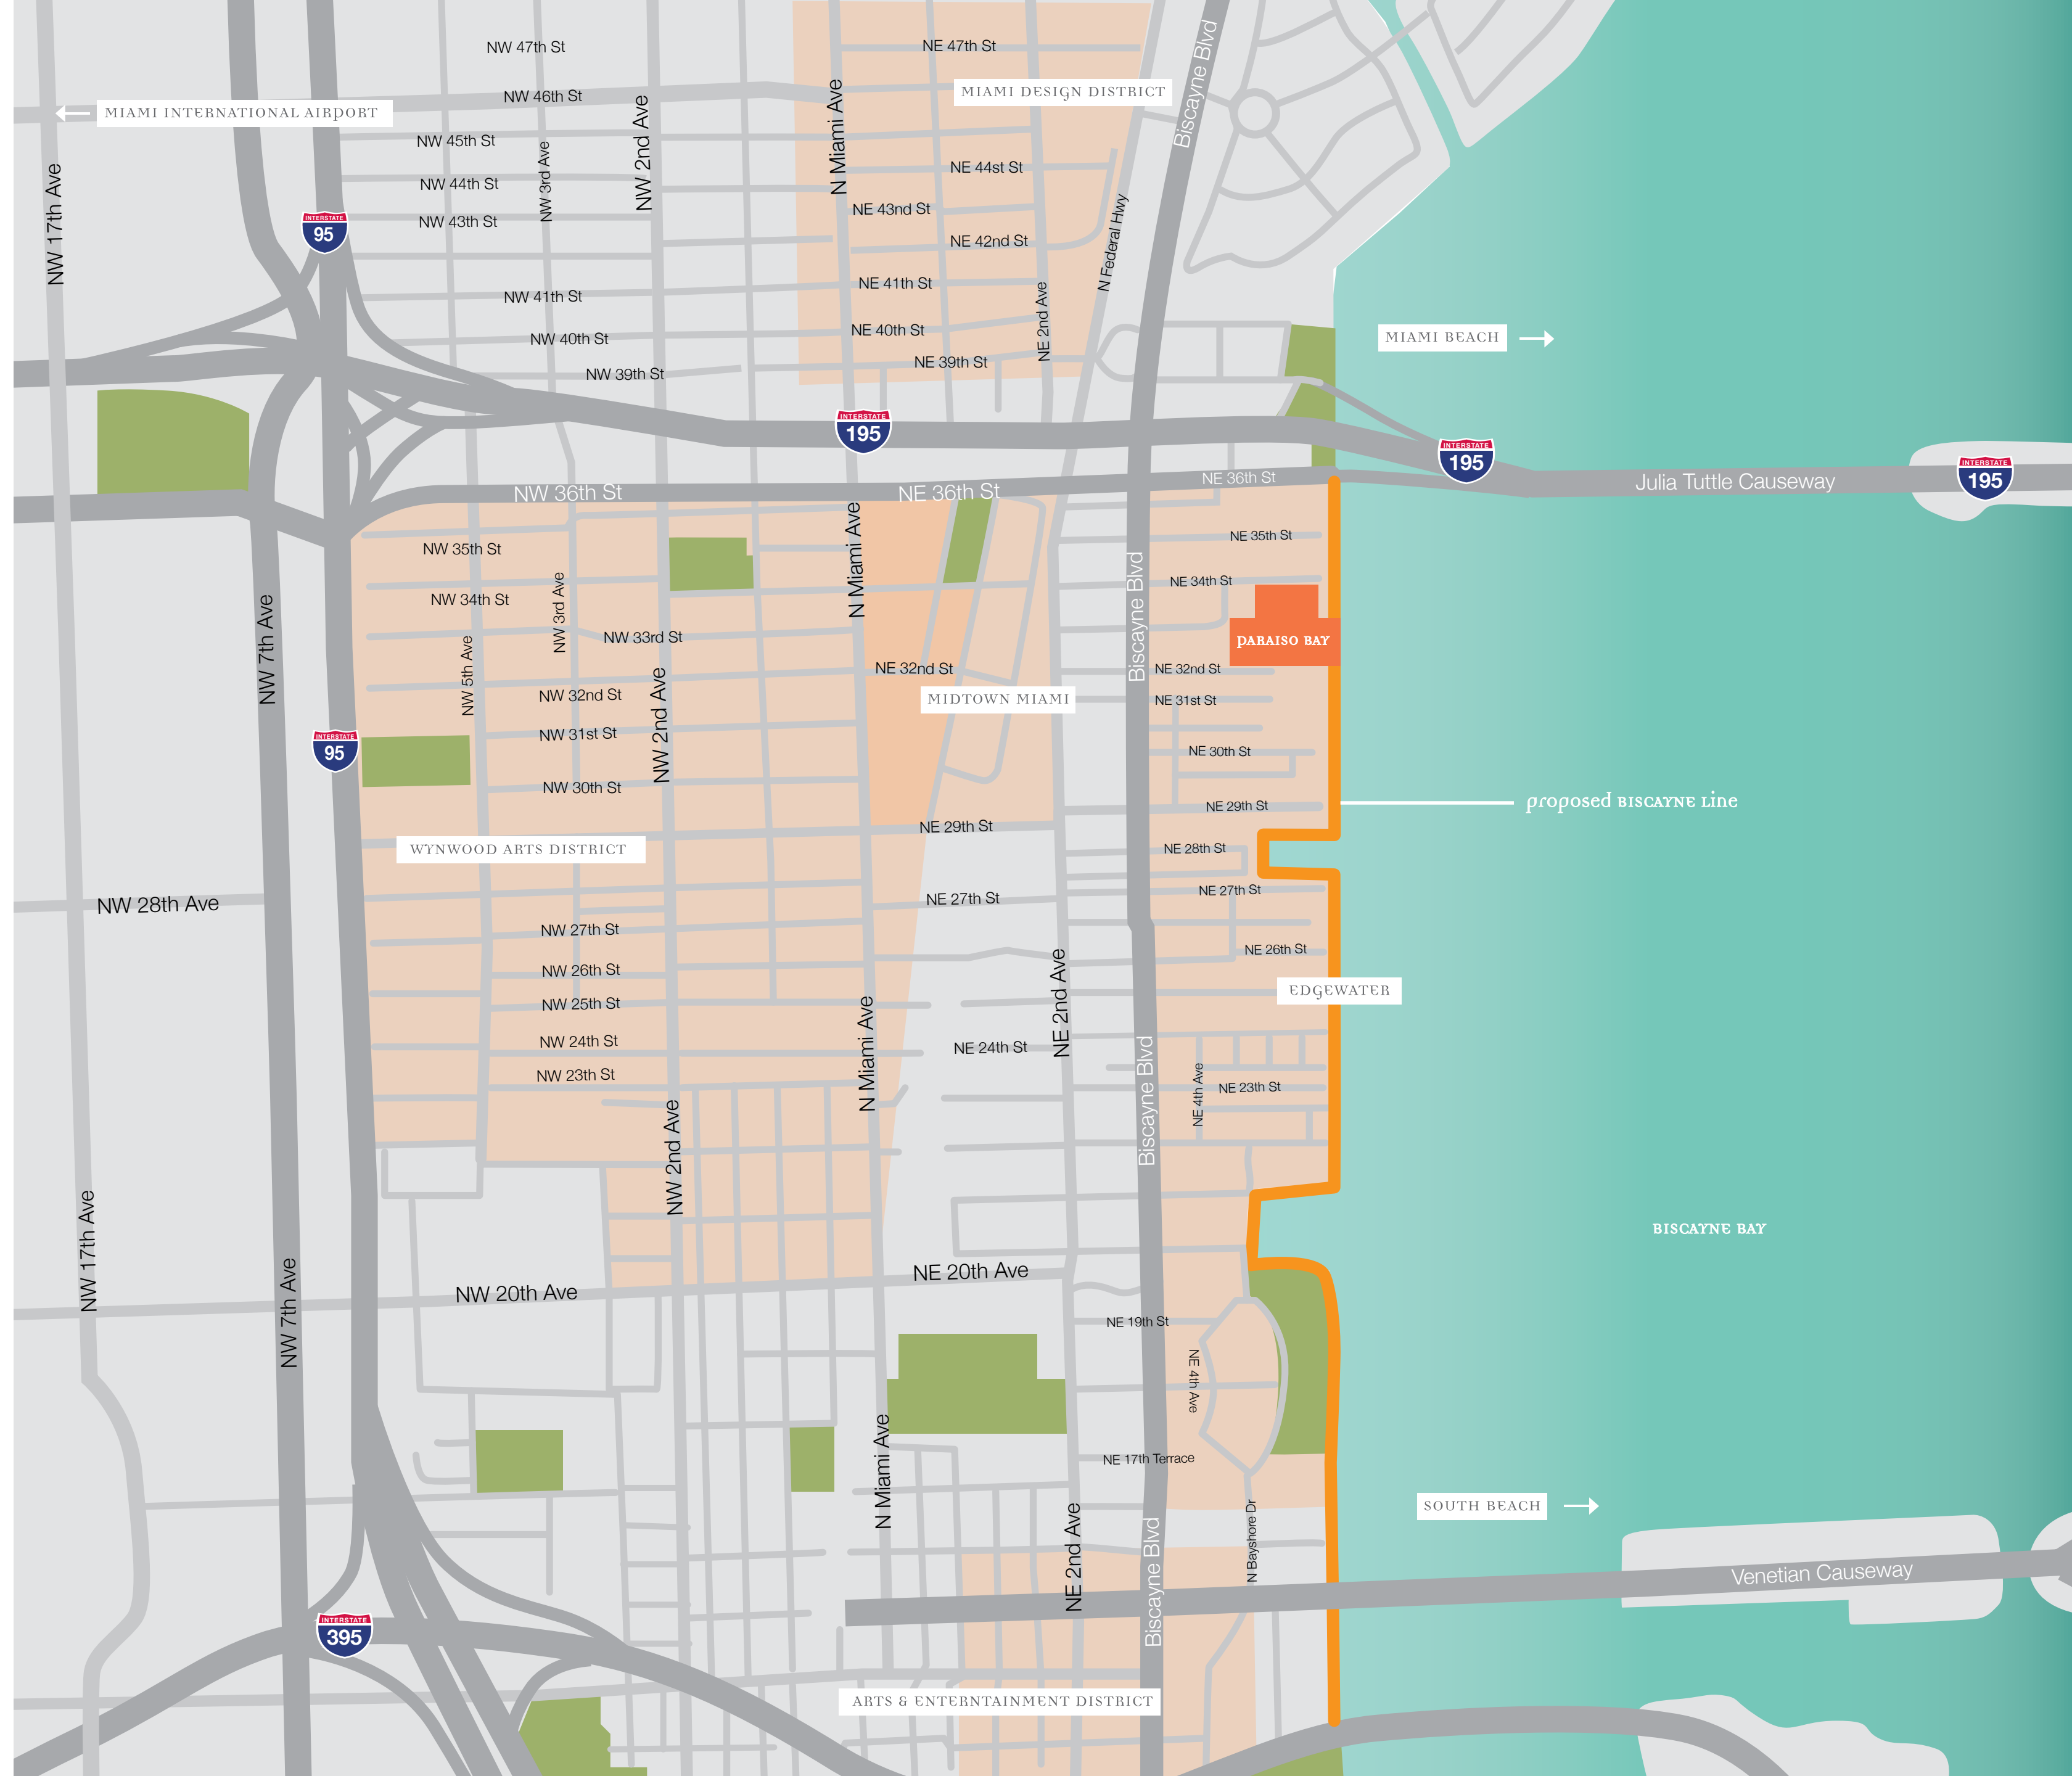 NW 47th St
NE 47th St
Biscayne Blvd
MIAMI DESIGN DISTRICT
NW 46th St
MIAMI INTERNATIONAL AIRPORT
NW 2nd Ave
N Miami Ave
NW 45th St
NW 3rd Ave
NE 44st St
NW 44th St
NW 17th Ave
NE 43nd St
NW 43th St
INTERSTATE
95
NE 42nd St
N Federal Hwy
NE 41th St
NW 41th St
NE 2nd Ave
NE 40th St
NW 40th St
MIAMI BEACH
NE 39th St
NW 39th St
INTERSTATE
195
INTERSTATE
195
INTERSTATE
195
NE 36th St
Julia Tuttle Causeway
NW 36th St
NE 36th St
NE 35th St
NW 35th St
N Miami Ave
Biscayne Blvd
NE 34th St
NW 34th St
NW 3rd Ave
NW 7th Ave
NW 33rd St
PARAISO BAY
NW 5th Ave
NE 32nd St
NE 32nd St
NW 32nd St
MIDTOWN MIAMI
NE 31st St
NW 2nd Ave
NW 31st St
INTERSTATE
95
NE 30th St
NW 30th St
proposed BISCAYNE Line
NE 29th St
NE 29th St
WYNWOOD ARTS DISTRICT
NE 28th St
NE 27th St
NE 27th St
NW 28th Ave
NW 27th St
NE 26th St
NW 26th St
EDGEWATER
NE 2nd Ave
NW 25th St
N Miami Ave
NW 24th St
NE 24th St
NW 23th St
NE 23th St
NE 4th Ave
Biscayne Blvd
NW 2nd Ave
NW 17th Ave
BISCAYNE BAY
NE 20th Ave
NW 20th Ave
NW 7th Ave
NE 19th St
NE 4th Ave
N Miami Ave
NE 17th Terrace
SOUTH BEACH
NE 2nd Ave
N Bayshore Dr
Biscayne Blvd
Venetian Causeway
INTERSTATE
395
ARTS & ENTERNTAINMENT DISTRICT